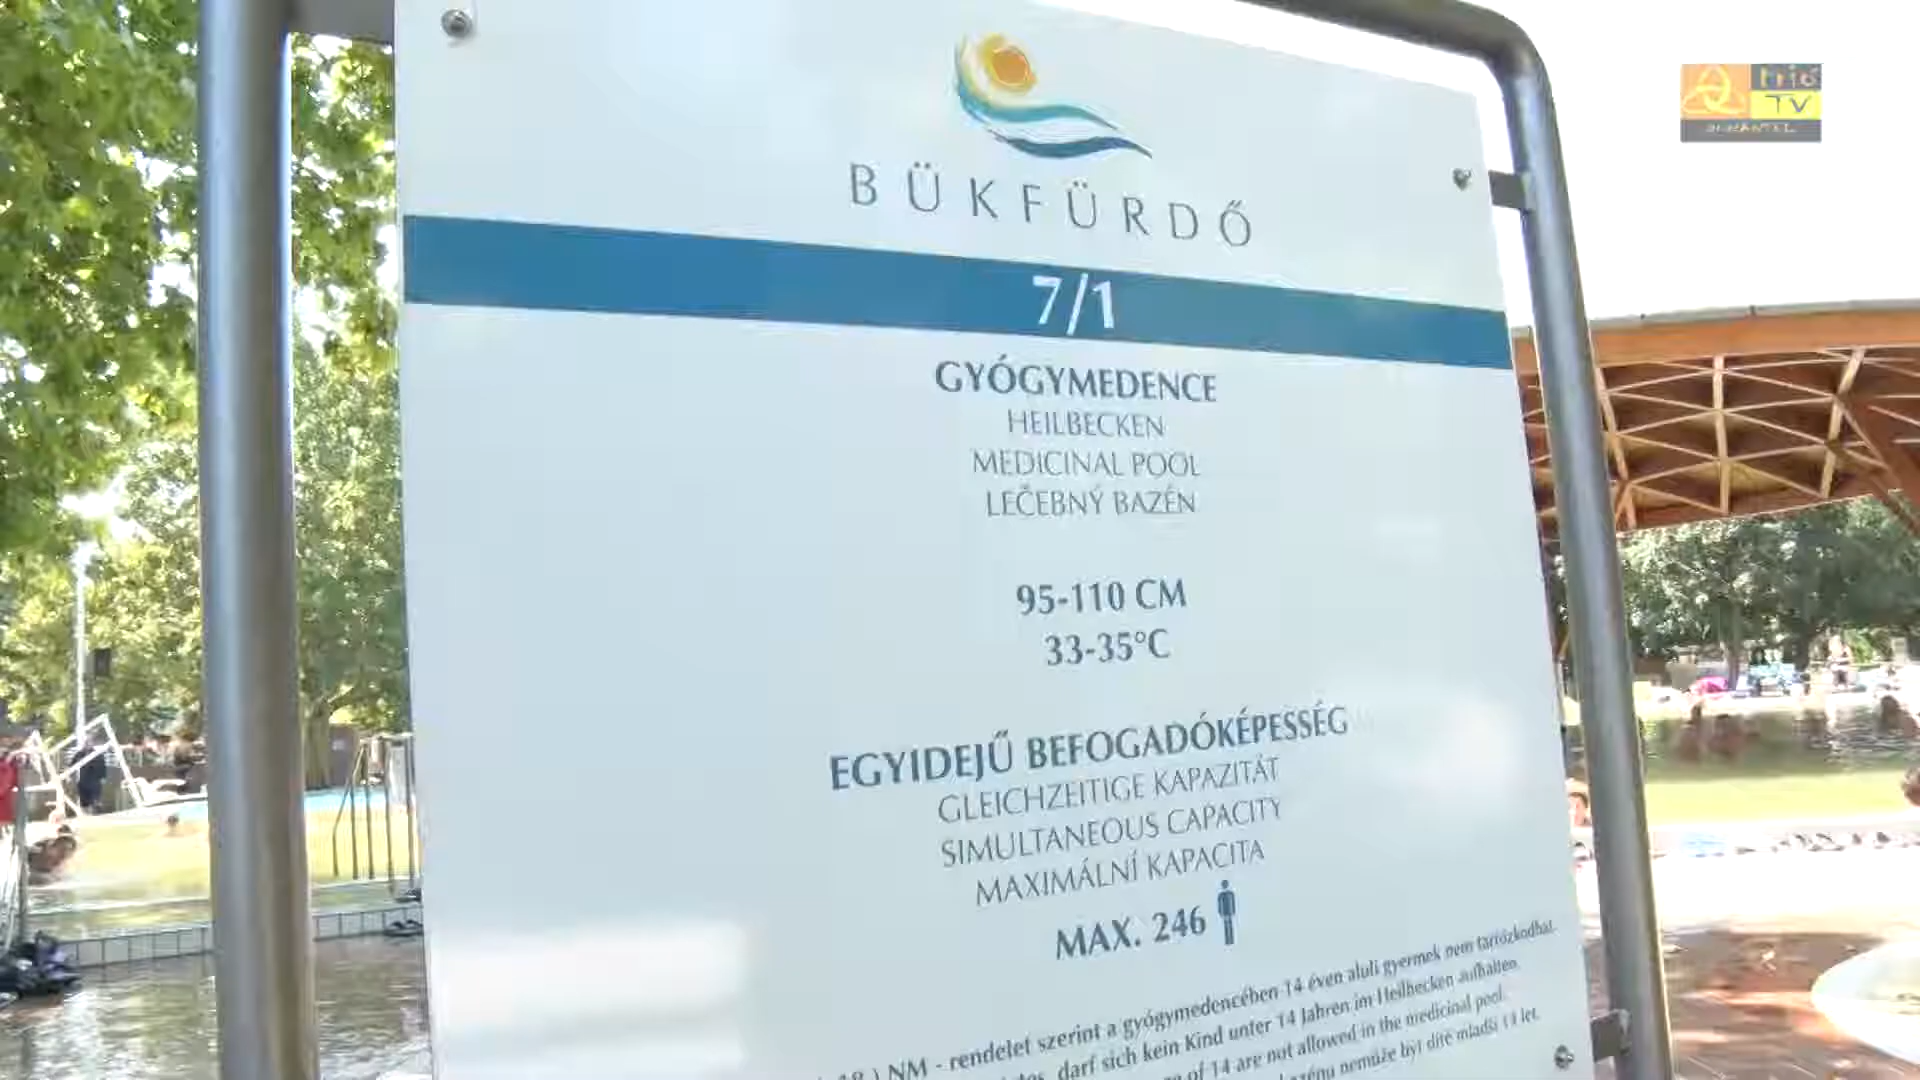 trió
TV
BÜKFÜRDŐ
7/1
GYÓGYMEDENCE
HEILBECKEN
MEDICINAL POOL
LEČEBNÝ BAZÉN
95-110 CM
33-35°C
EGYIDEJŰ BEFOGADÓKÉPESSÉG
GLEICHZEITIGE KAPAZITÄT
SIMULTANEOUS CAPACITY
MAXIMÁLNÍ KAPACITA
MAX. 246
NM - rendelet szerint a gyógymedencében 14 éven aluli gyermek nem tartózkodhat.
darf sich kein Kind unter 14 Jahren im Heilbecken aufhalten.
of 14 are not allowed in the medicinal pool.
nemůže být dítě mladší 14 let.